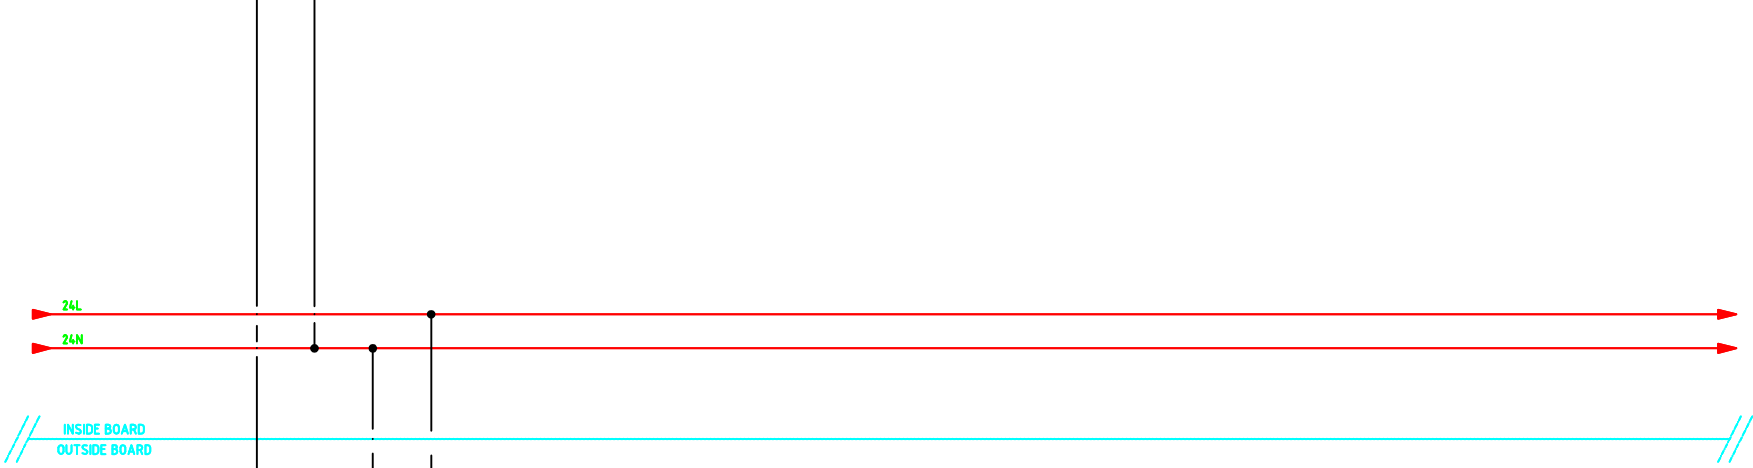 24L
24N
INSIDE BOARD
OUTSIDE BOARD